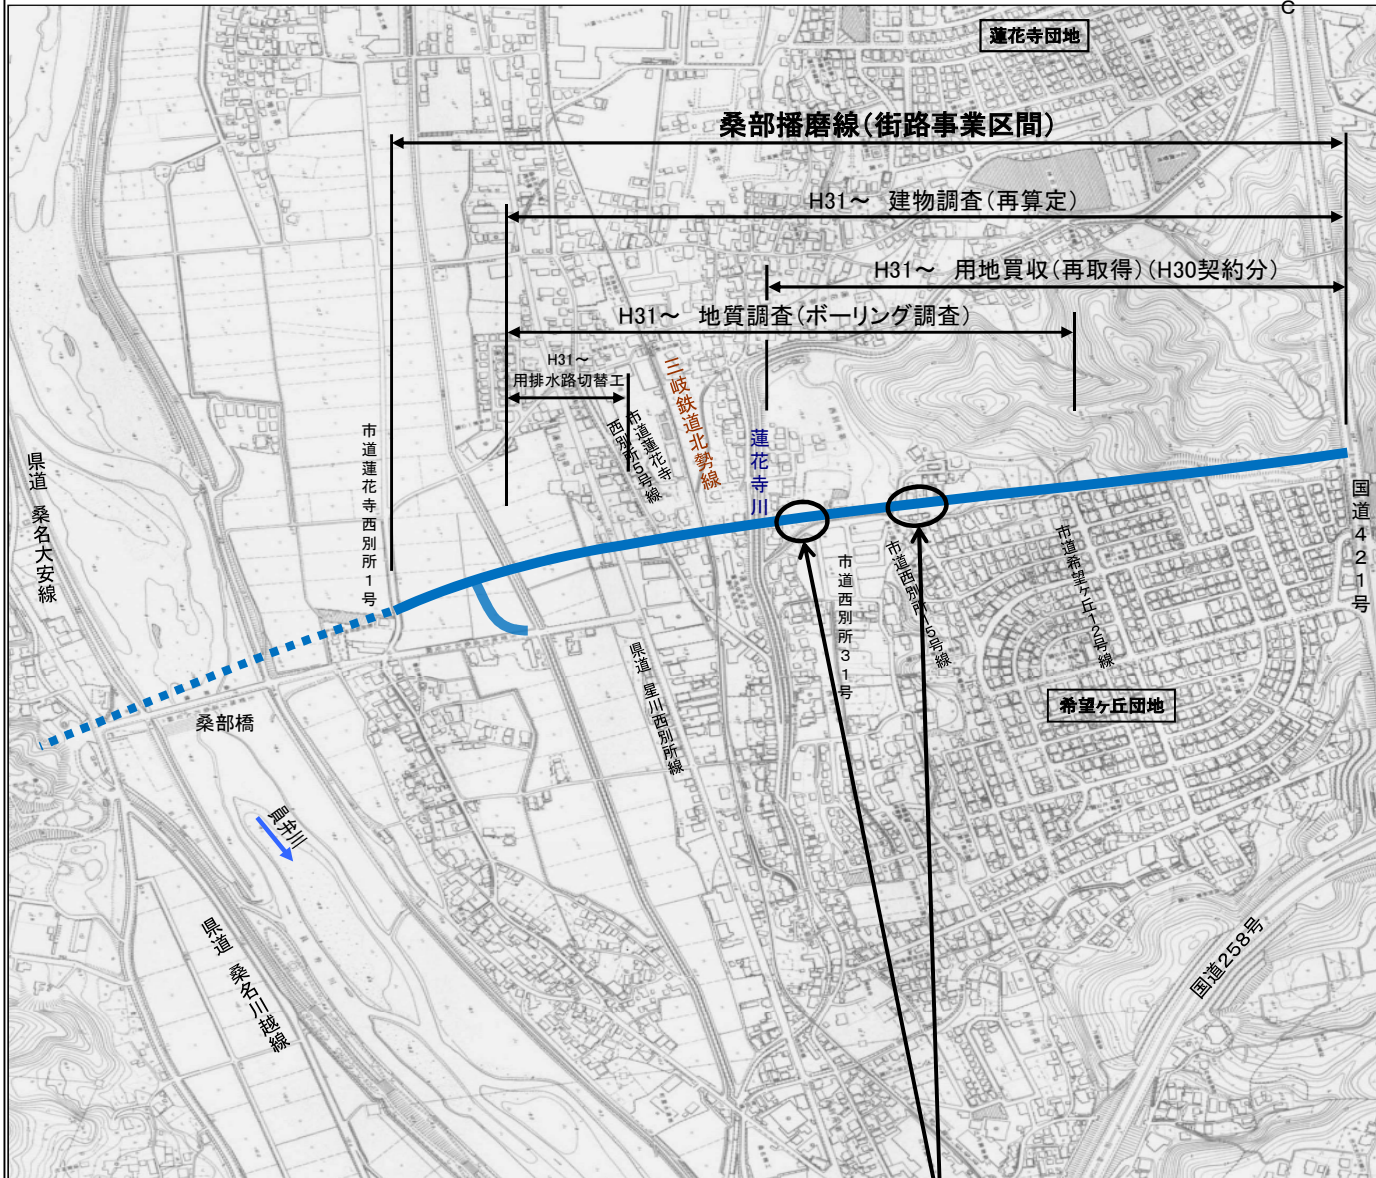 C
蓮花寺団地
桑部播磨線(街路事業区間)
H31～ 建物調査(再算定)
H31～ 用地買収(再取得)(H30契約分)
H31～ 地質調査(ボーリング調査)
H31～
用排水路切替工
三岐鉄道北勢線
市道蓮花寺
西別所5号線
蓮花寺川
市道蓮花寺西別所1号
県道 桑名大安線
国道421号
市道希望ヶ丘12号線
市道西別所15号線
市道西別所31号
県道 星川西別所線
希望ヶ丘団地
桑部橋
員弁川
県道 桑名川越線
国道258号